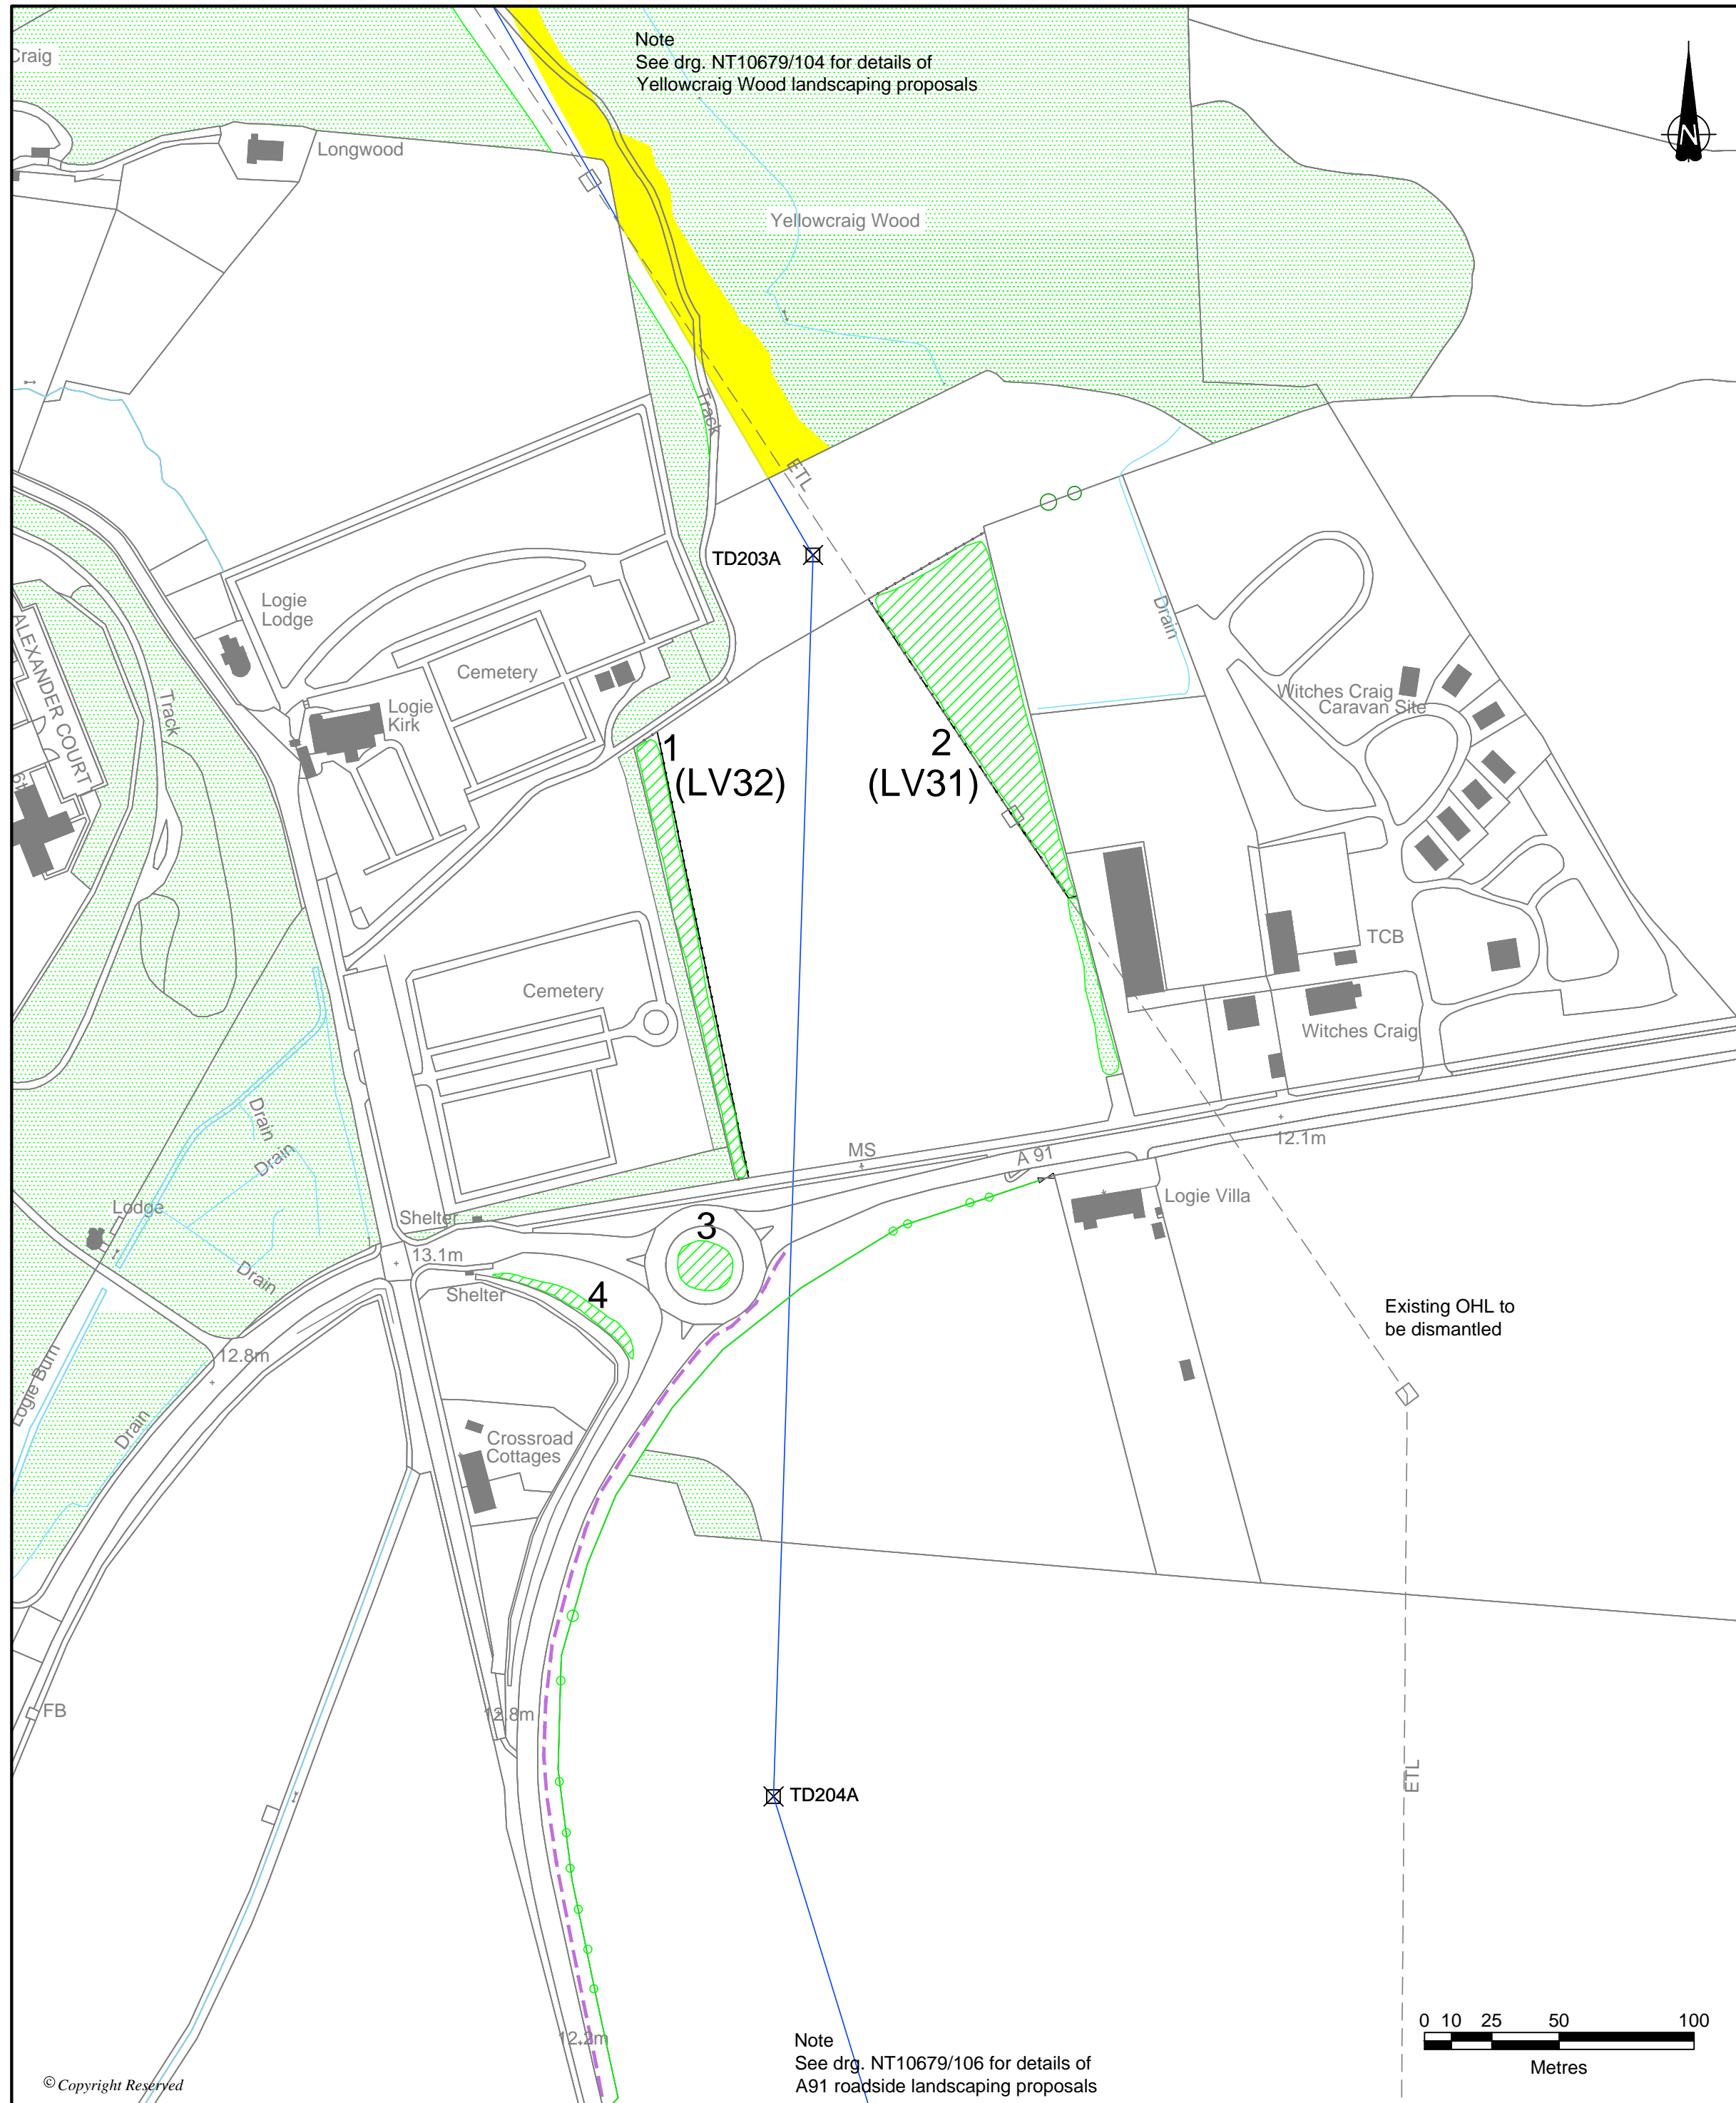 Craig
Note
See drg. NT10679/104 for details of
Yellowcraig Wood landscaping proposals
N
Longwood
Yellowcraig Wood
Track
ETL
TD203A
Logie
Lodge
Cemetery
Drain
ALEXANDER COURT
Track
Logie
Kirk
Witches Craig
Caravan Site
1
(LV32)
2
(LV31)
TCB
Cemetery
Witches Craig
Drain
Drain
MS
A 91
12.1m
Lodge
Shelter
3
Logie Villa
13.1m
Drain
Shelter
4
Existing OHL to
be dismantled
12.8m
Logie Burn
Drain
Crossroad
Cottages
FB
12.8m
ETL
TD204A
12.2m
Note
See drg. NT10679/106 for details of
A91 roadside landscaping proposals
0 10 25 50 100
Metres
© Copyright Reserved